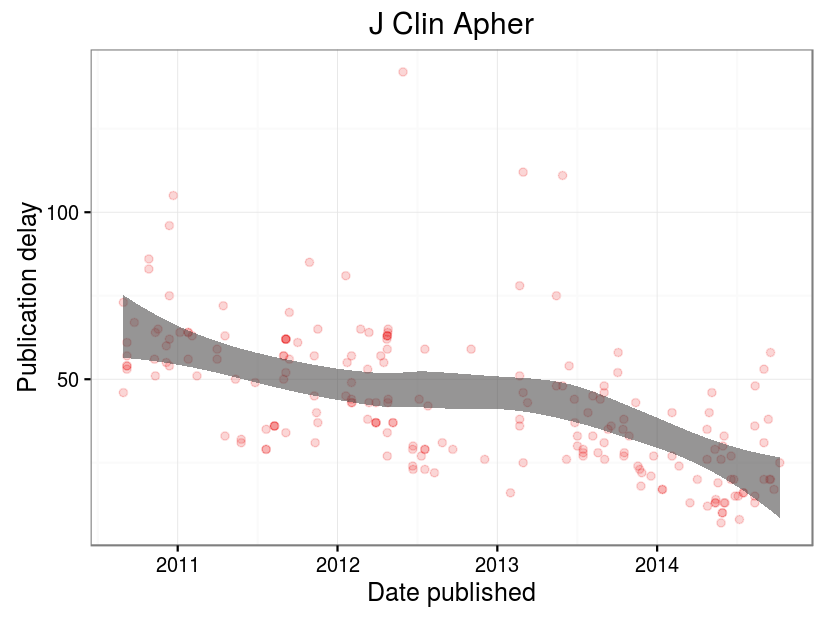 J Clin Apher
Publication delay
100
50
2011 2012 2013 2014
Date published